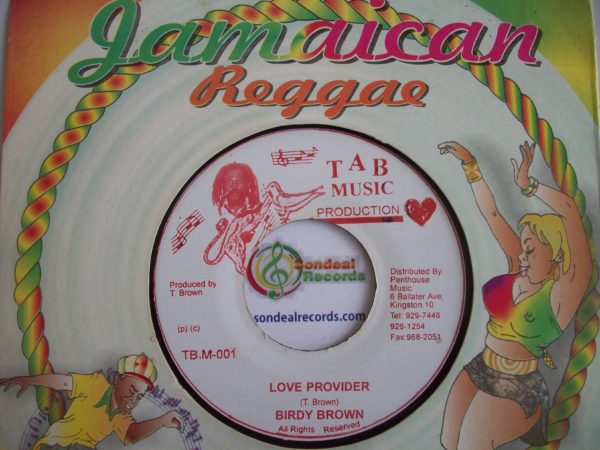 Jamaican
Reggae
T A B
MUSIC
PRODUCTION
Sondeal
Records
sondealrecords.com
Produced by
T. Brown
(p) (c)
TB.M-001
Distributed By:
Penthouse
Music
6 Ballater Ave,
Kingston.10
Tel: 929-7446
926-1254
Fax:968-2051
LOVE PROVIDER
(T. Brown)
BIRDY BROWN
All Rights Reserved